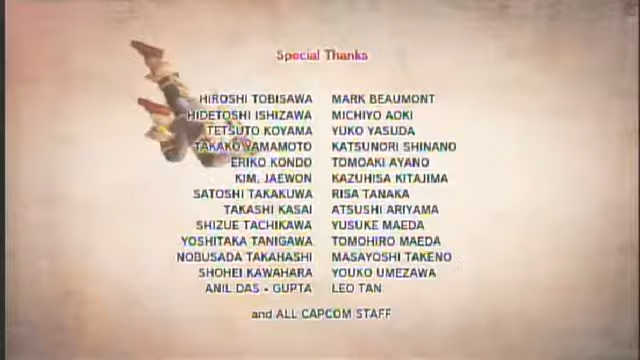 Special Thanks
HIROSHI TOBISAWA MARK BEAUMONT
HIDETOSHI ISHIZAWA MICHIYO AOKI
TETSUTO KOYAMA YUKO YASUDA
TAKAKO YAMAMOTO KATSUNORI SHINANO
ERIKO KONDO TOMOAKI AYANO
KIM, JAEWON KAZUHISA KITAJIMA
SATOSHI TAKAKUWA RISA TANAKA
TAKASHI KASAI ATSUSHI ARIYAMA
SHIZUE TACHIKAWA YUSUKE MAEDA
YOSHITAKA TANIGAWA TOMOHIRO MAEDA
NOBUSADA TAKAHASHI MASAYOSHI TAKENO
SHOHEI KAWAHARA YOUKO UMEZAWA
ANIL DAS - GUPTA LEO TAN
and ALL CAPCOM STAFF